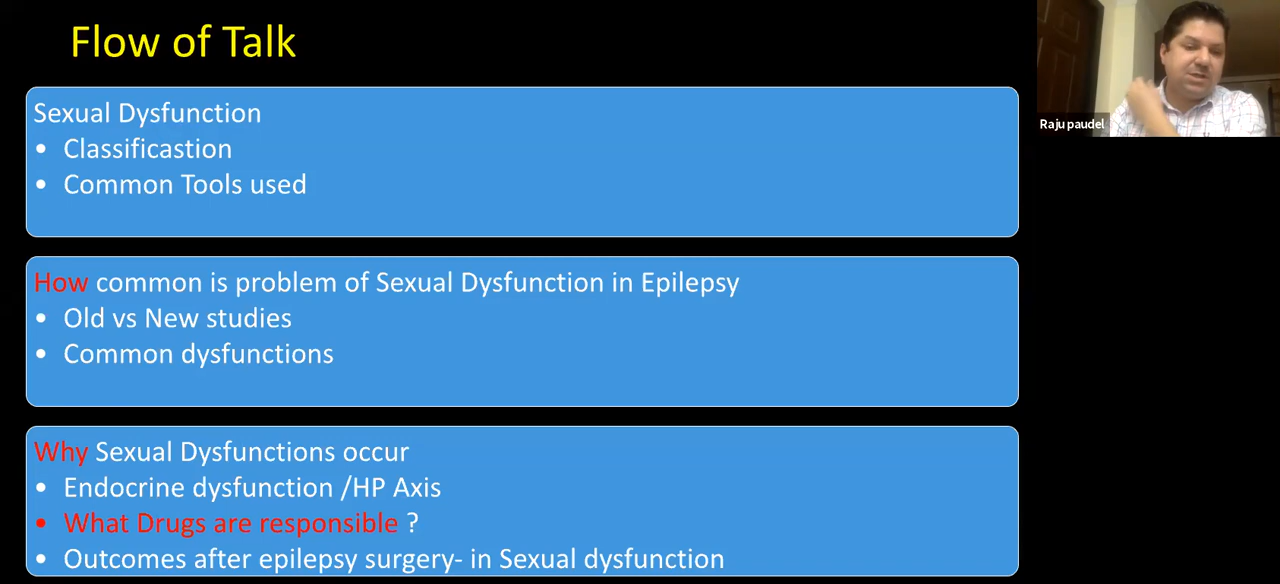 Flow of Talk
Sexual Dysfunction
• Classificastion
• Common Tools used
How common is problem of Sexual Dysfunction in Epilepsy
• Old vs New studies
• Common dysfunctions
Why Sexual Dysfunctions occur
• Endocrine dysfunction /HP Axis
• What Drugs are responsible ?
• Outcomes after epilepsy surgery- in Sexual dysfunction
Raju paudel